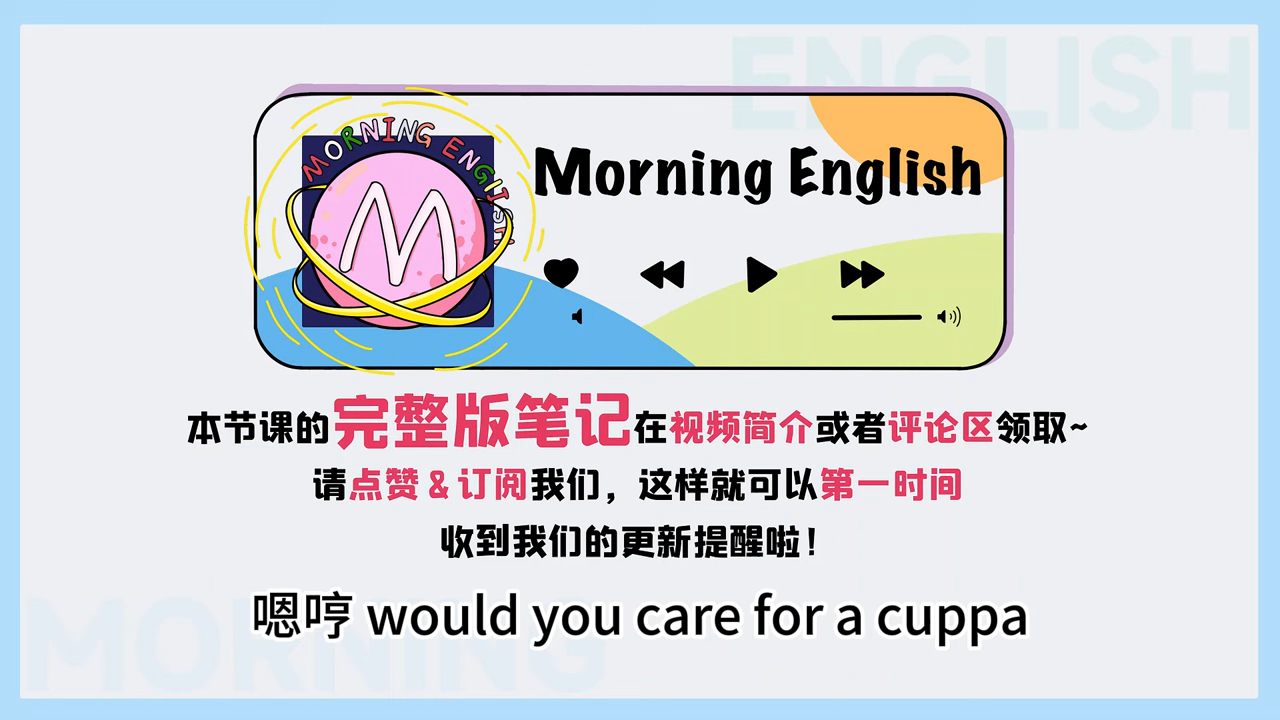 ENGLISH
MORNING ENGLISH
M
Morning English
本节课的完整版笔记在视频简介或者评论区领取~
请点赞&订阅我们，这样就可以第一时间
收到我们的更新提醒啦！
嗯哼 would you care for a cuppa
MORNING